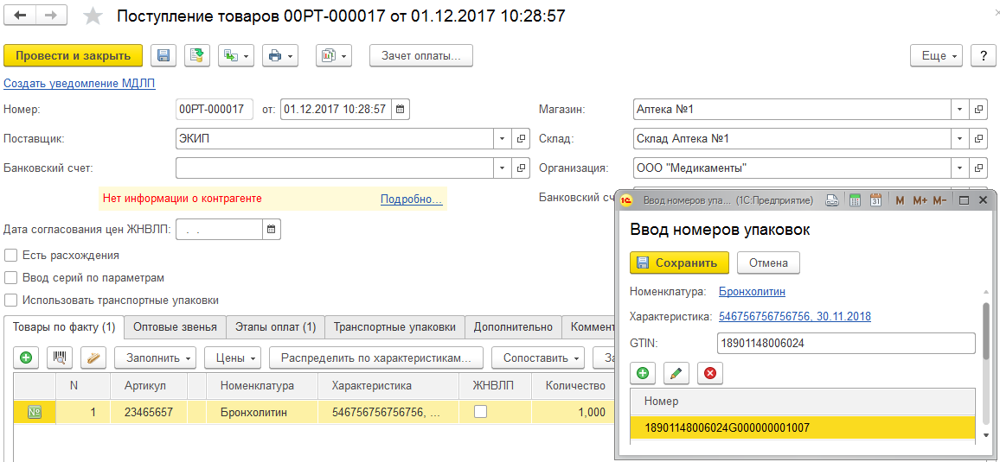 Поступление товаров 00РТ-000017 от 01.12.2017 10:28:57
Провести и закрыть
Зачет оплаты...
Еще
?
Создать уведомление МДЛП
Номер: 00РТ-000017 от: 01.12.2017 10:28:57
Магазин: Аптека №1
Поставщик: ЭКИП
Склад: Склад Аптека №1
Банковский счет:
Организация: ООО "Медикаменты"
Нет информации о контрагенте Подробно...
Банковский сч
Дата согласования цен ЖНВЛП: . .
Есть расхождения
Ввод серий по параметрам
Использовать транспортные упаковки
Товары по факту (1) Оптовые звенья Этапы оплат (1) Транспортные упаковки Дополнительно Коммент
Заполнить Цены Распределить по характеристикам... Сопоставить За
N Артикул Номенклатура Характеристика ЖНВЛП Количество
№ 1 23465657 Бронхолитин 546756756756756, ... 1,000
1С Ввод номеров упа... (1С:Предприятие) 31 M M+ M-
Ввод номеров упаковок
Сохранить Отмена
Номенклатура: Бронхолитин
Характеристика: 546756756756756, 30.11.2018
GTIN: 18901148006024
Номер
18901148006024G000000001007